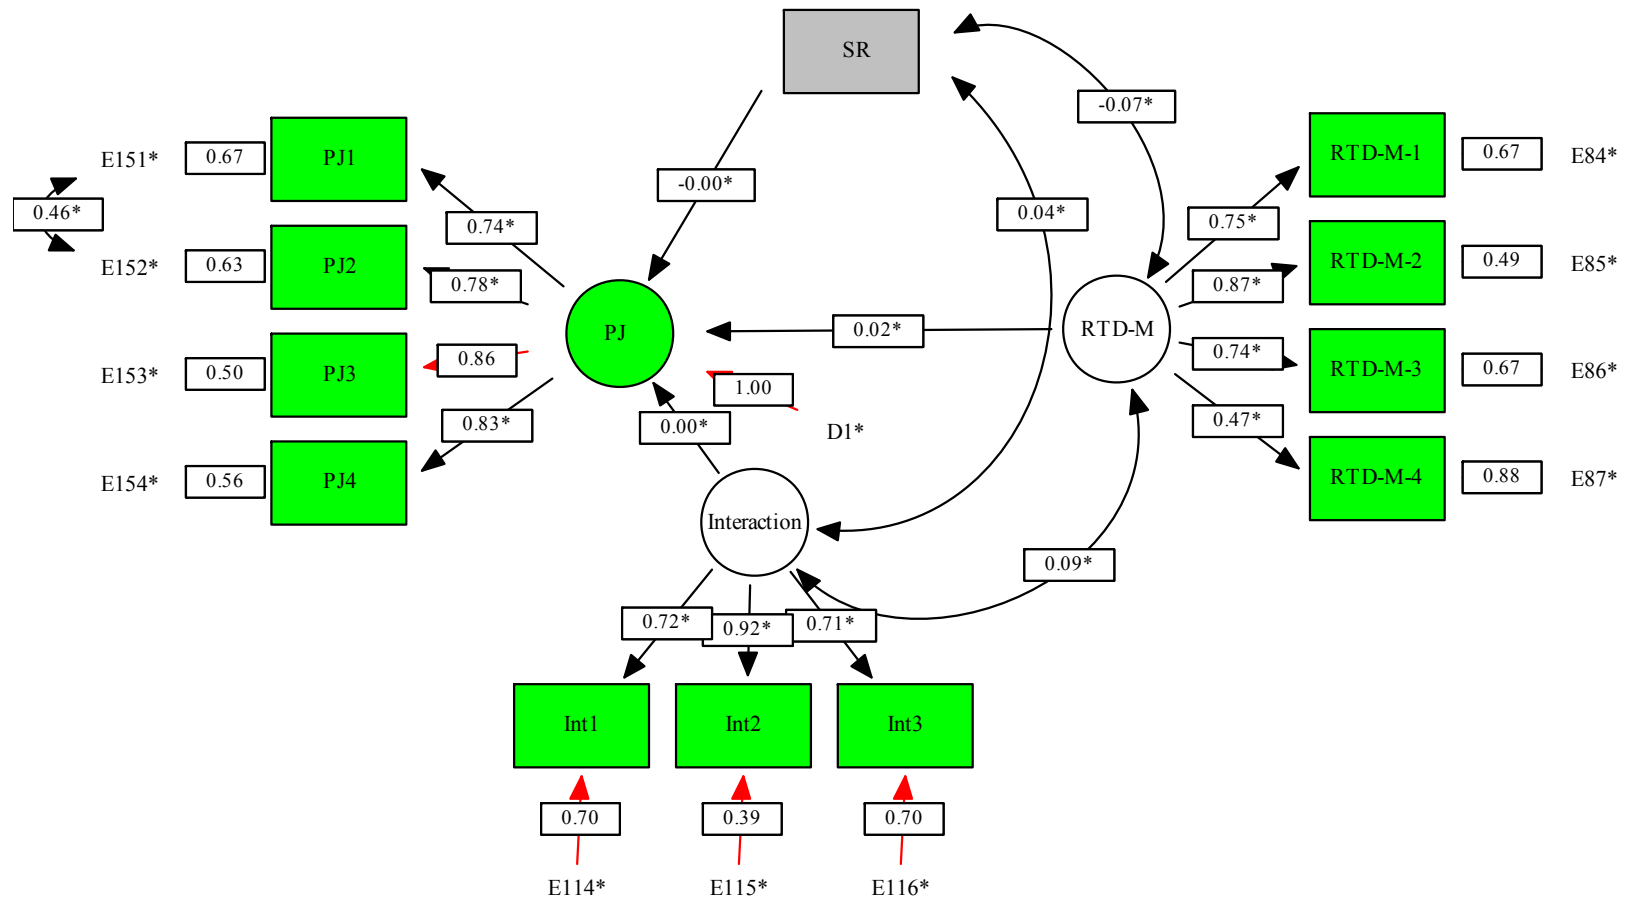 SR
-0.07*
E151*
0.67
PJ1
RTD-M-1
0.67
E84*
-0.00*
0.46*
0.74*
0.04*
0.75*
E152*
0.63
PJ2
0.78*
0.87*
RTD-M-2
0.49
E85*
PJ
0.02*
RTD-M
E153*
0.50
PJ3
0.86
0.74*
RTD-M-3
0.67
E86*
1.00
0.83*
0.00*
D1*
0.47*
E154*
0.56
PJ4
RTD-M-4
0.88
E87*
Interaction
0.09*
0.72*
0.92*
0.71*
Int1
Int2
Int3
0.70
0.39
0.70
E114*
E115*
E116*